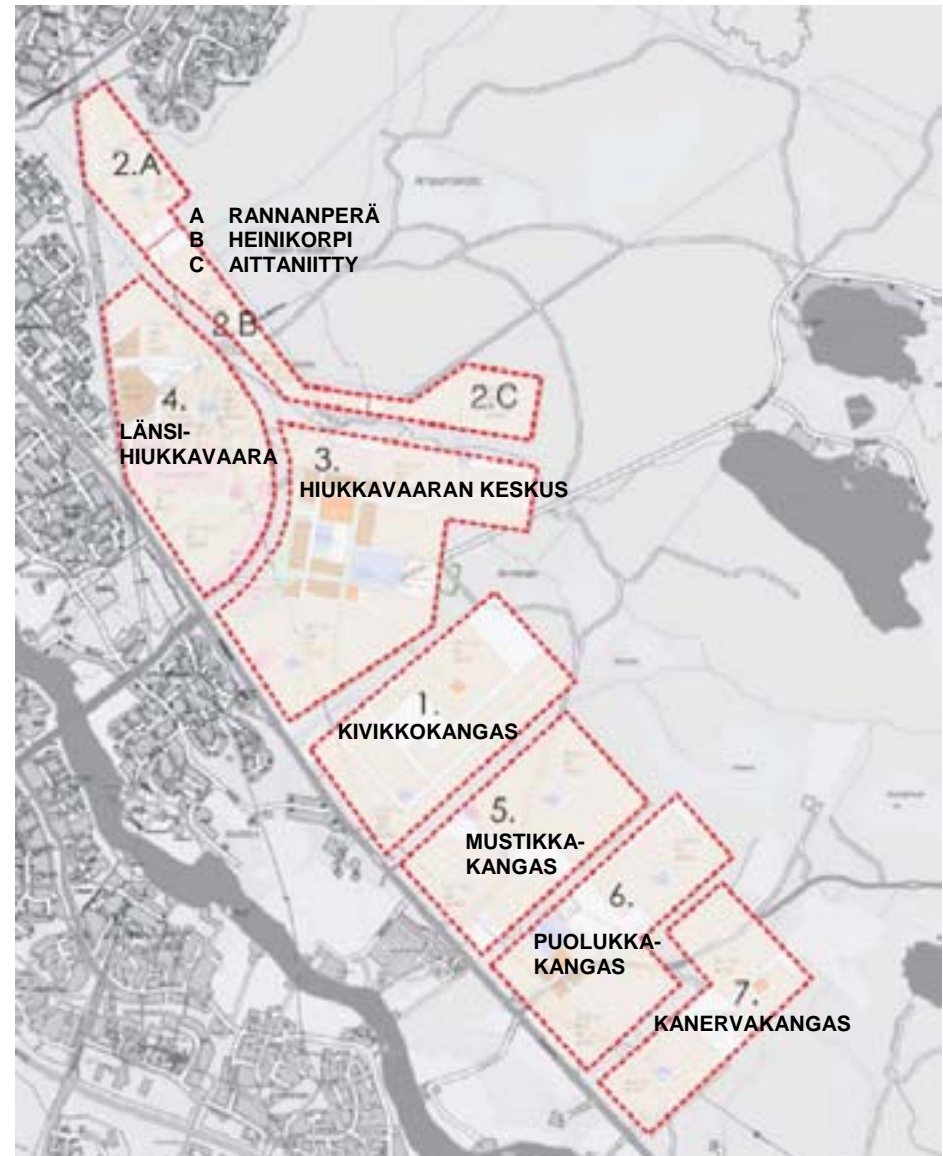 2.A
A RANNANPERÄ
B HEINIKORPI
C AITTANIITTY
2.B
2.C
4.
LÄNSI-
HIUKKAVAARA
3.
HIUKKAVAARAN KESKUS
1.
KIVIKKOKANGAS
5.
MUSTIKKA-
KANGAS
6.
PUOLUKKA-
KANGAS
7.
KANERVAKANGAS